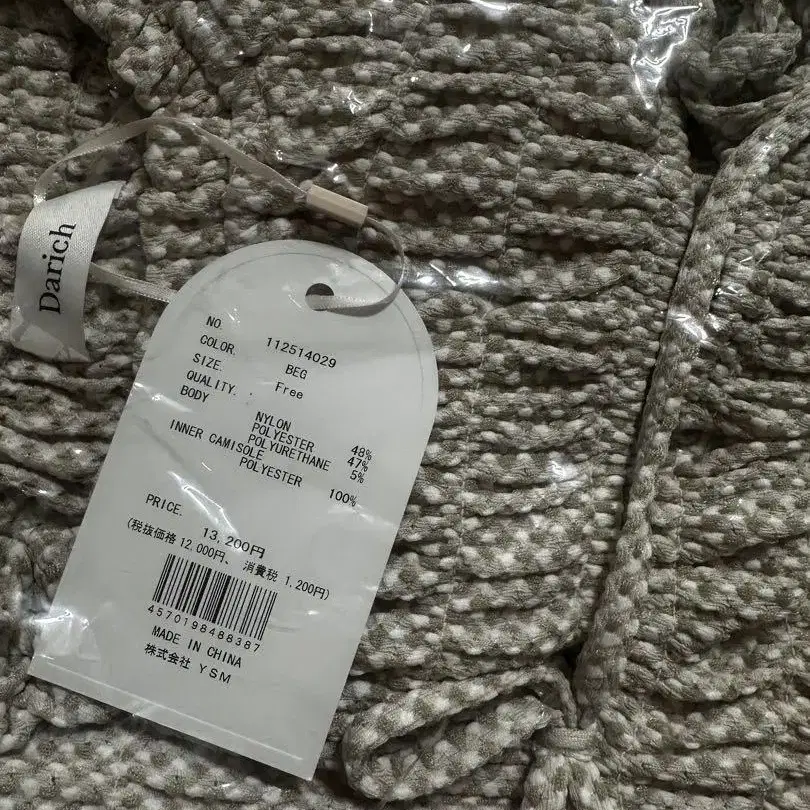 Darich
NO. 112514029
COLOR. BEG
SIZE. Free
QUALITY.
BODY
NYLON 48%
POLYESTER 47%
POLYURETHANE 5%
INNER CAMISOLE
POLYESTER 100%
PRICE. 13,200円
(税抜価格 12,000円、 消費税 1,200円)
4570198488387
MADE IN CHINA
株式会社 YSM